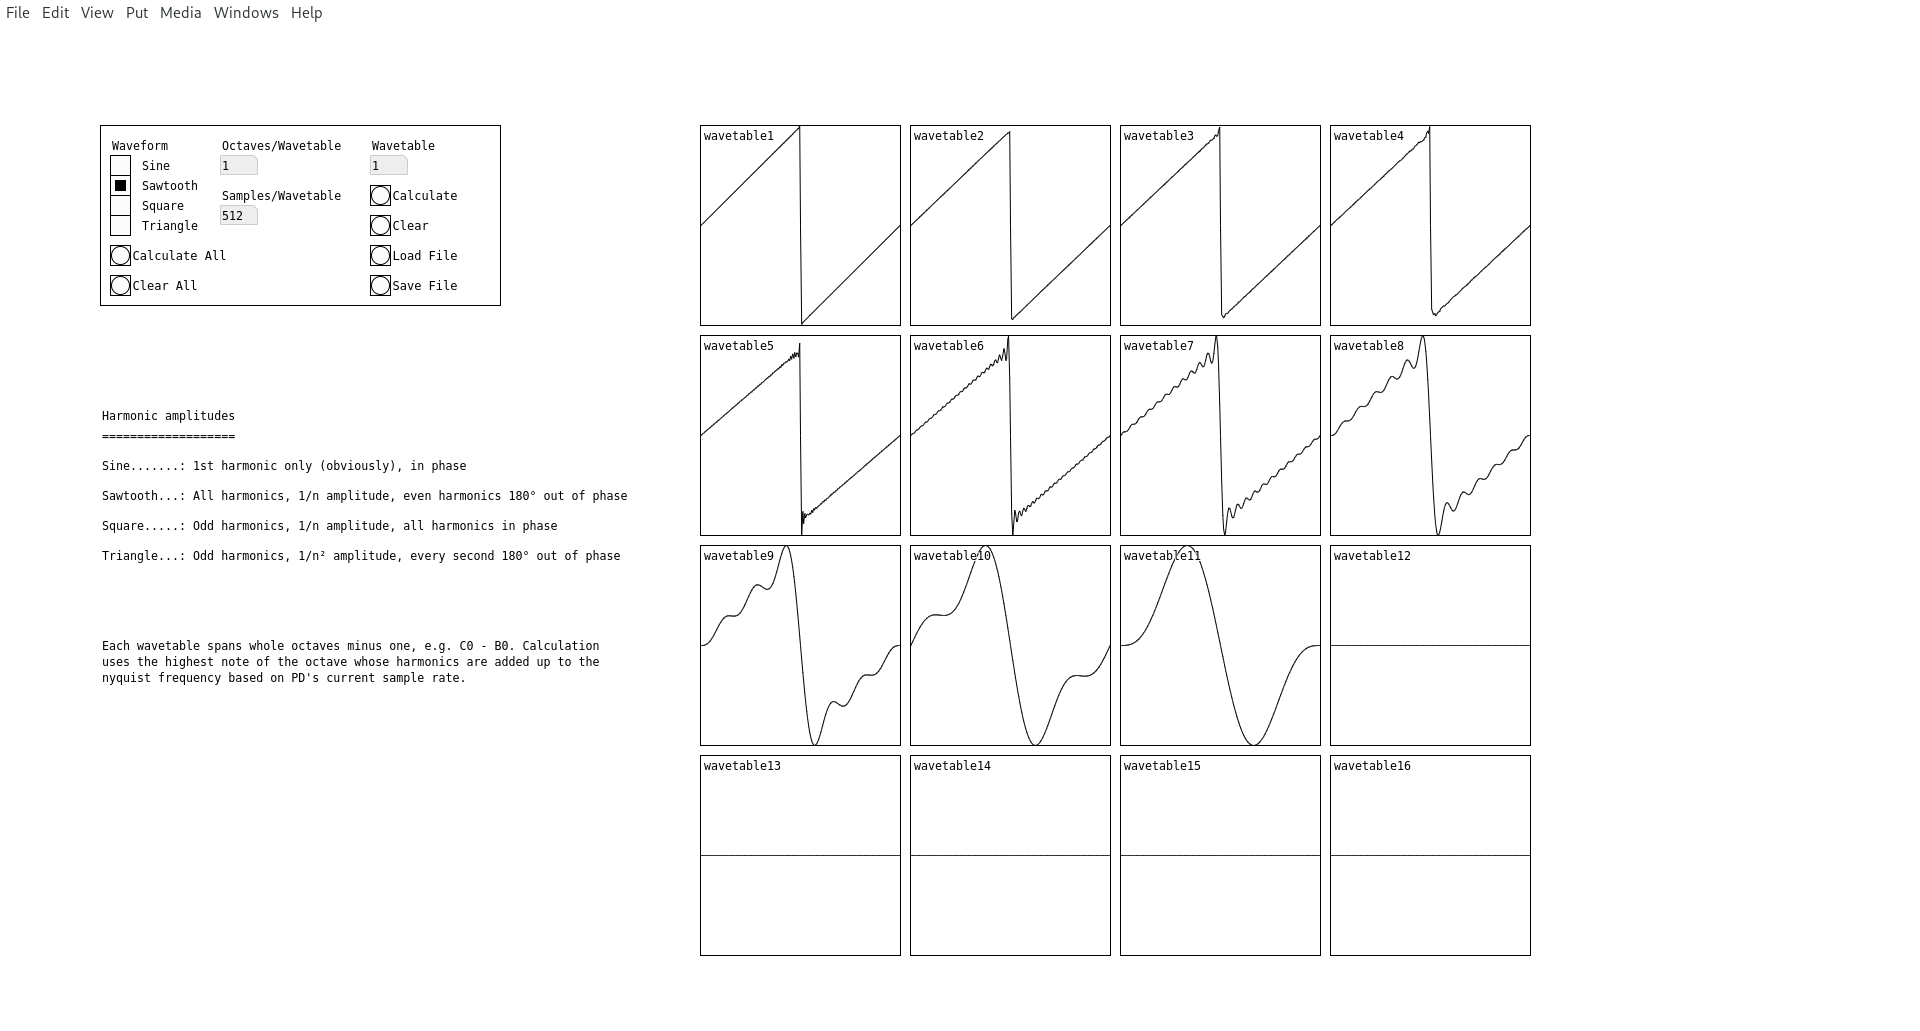 File Edit View Put Media Windows Help
Waveform
Sine
Sawtooth
Square
Triangle
Calculate All
Clear All
Octaves/Wavetable
1
Samples/Wavetable
512
Wavetable
1
Calculate
Clear
Load File
Save File
Harmonic amplitudes
===================
Sine.......: 1st harmonic only (obviously), in phase
Sawtooth...: All harmonics, 1/n amplitude, even harmonics 180° out of phase
Square.....: Odd harmonics, 1/n amplitude, all harmonics in phase
Triangle...: Odd harmonics, 1/n² amplitude, every second 180° out of phase
Each wavetable spans whole octaves minus one, e.g. C0 - B0. Calculation
uses the highest note of the octave whose harmonics are added up to the
nyquist frequency based on PD's current sample rate.
wavetable1
wavetable2
wavetable3
wavetable4
wavetable5
wavetable6
wavetable7
wavetable8
wavetable9
wavetable10
wavetable11
wavetable12
wavetable13
wavetable14
wavetable15
wavetable16